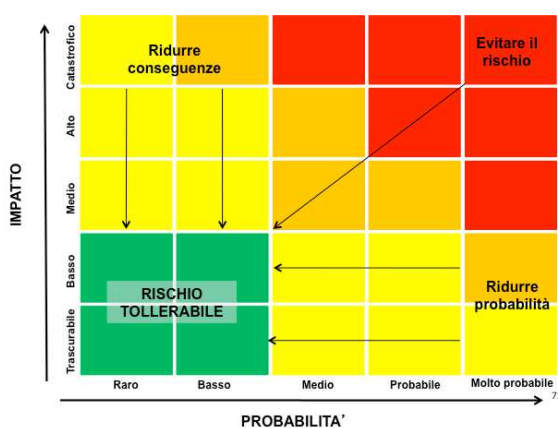 Catastrofico
Ridurre
conseguenze
Evitare il
rischio
Alto
IMPATTO
Medio
Basso
RISCHIO
TOLLERABILE
Ridurre
probabilità
Trascurabile
Raro
Basso
Medio
Probabile
Molto probabile
7
PROBABILITA'